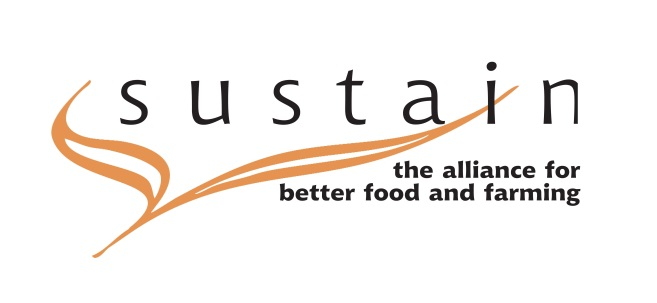 sustain
the alliance for
better food and farming